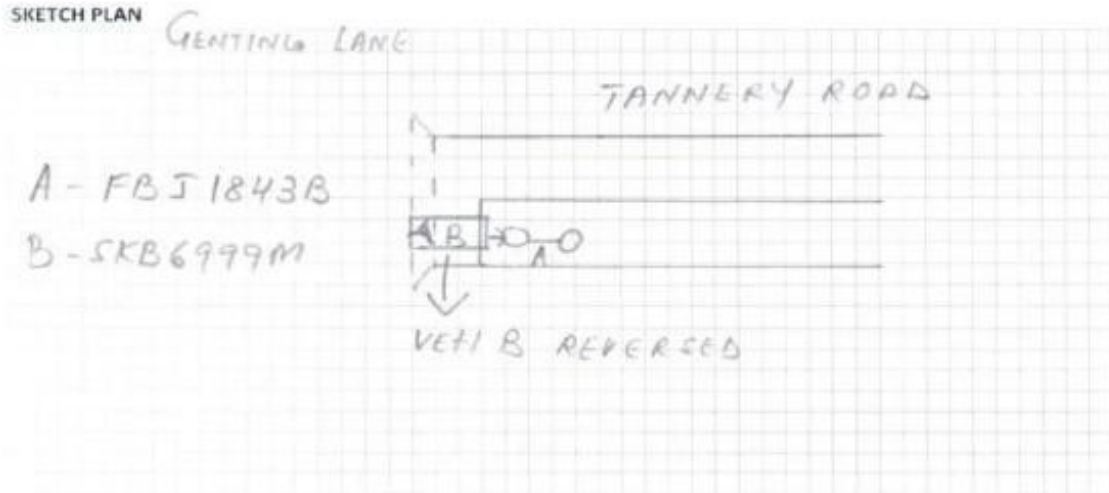 SKETCH PLAN
GENTING LANE
TANNERY ROAD
A - FBJ1843B
B - SKB6999M
B
A
VEH B REVERSED